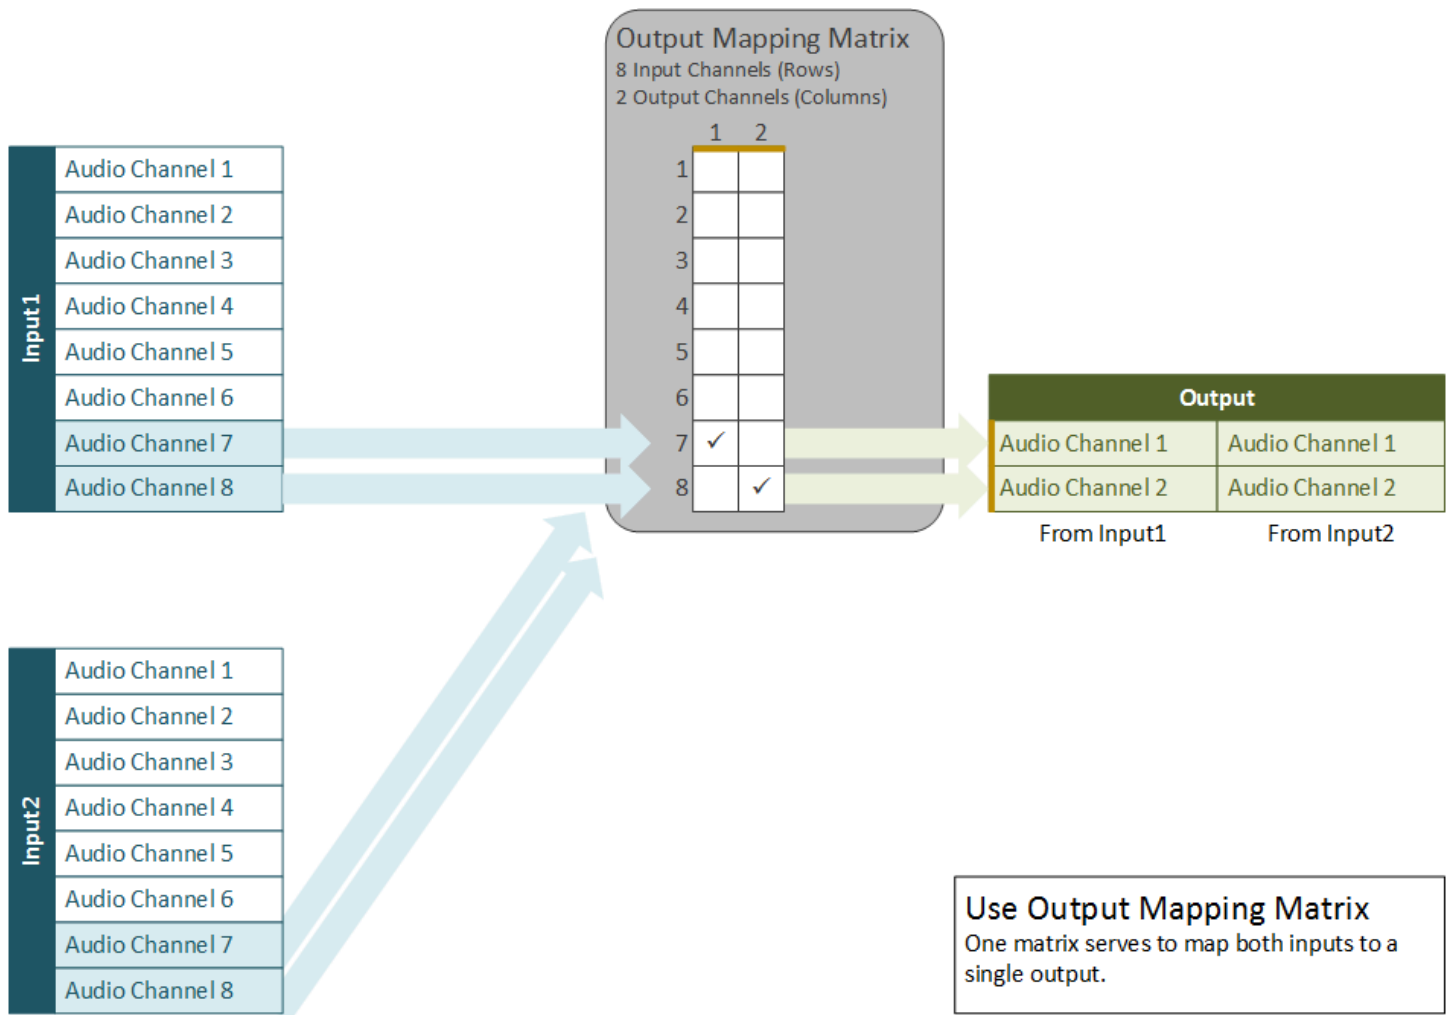 Output Mapping Matrix
8 Input Channels (Rows)
2 Output Channels (Columns)
1 2
1
2
3
4
5
6
7 ✓
8 ✓
Input1
Audio Channel 1
Audio Channel 2
Audio Channel 3
Audio Channel 4
Audio Channel 5
Audio Channel 6
Audio Channel 7
Audio Channel 8
Output
Audio Channel 1 Audio Channel 1
Audio Channel 2 Audio Channel 2
From Input1 From Input2
Input2
Audio Channel 1
Audio Channel 2
Audio Channel 3
Audio Channel 4
Audio Channel 5
Audio Channel 6
Audio Channel 7
Audio Channel 8
Use Output Mapping Matrix
One matrix serves to map both inputs to a
single output.